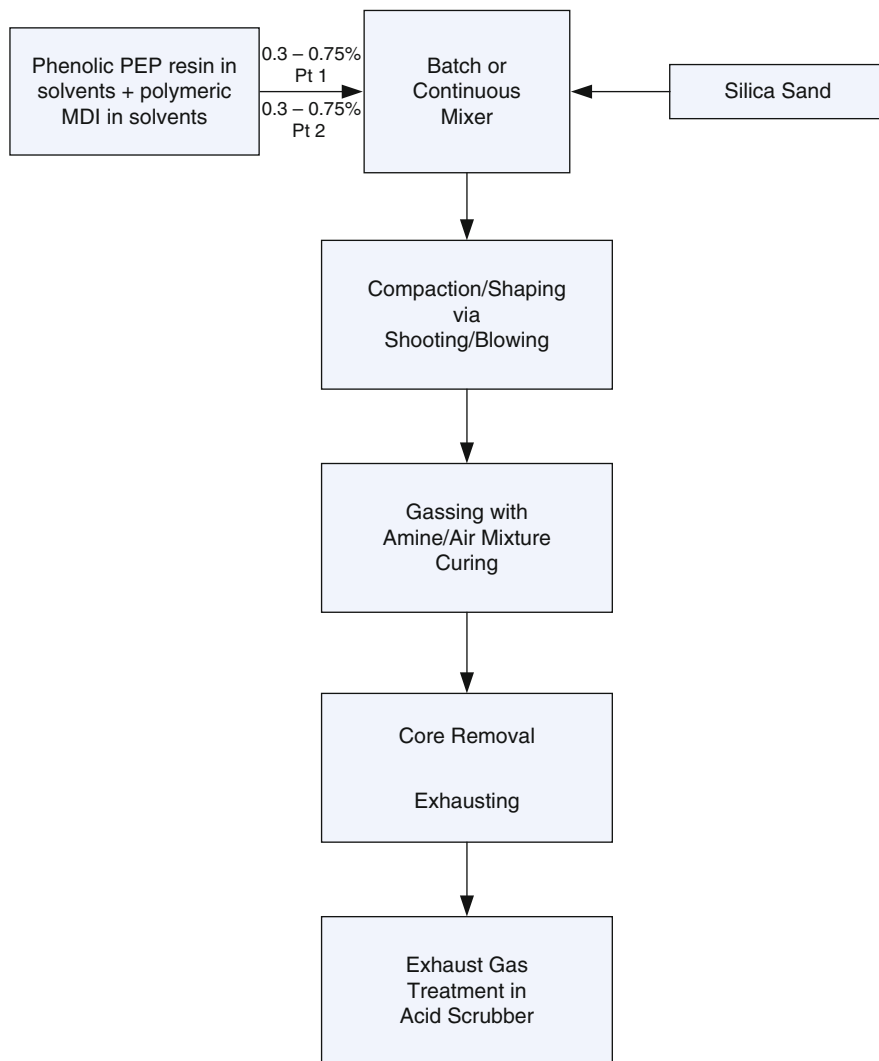 Phenolic PEP resin in
solvents + polymeric
MDI in solvents
0.3 – 0.75%
Pt 1
0.3 – 0.75%
Pt 2
Batch or
Continuous
Mixer
Silica Sand
Compaction/Shaping
via
Shooting/Blowing
Gassing with
Amine/Air Mixture
Curing
Core Removal
Exhausting
Exhaust Gas
Treatment in
Acid Scrubber